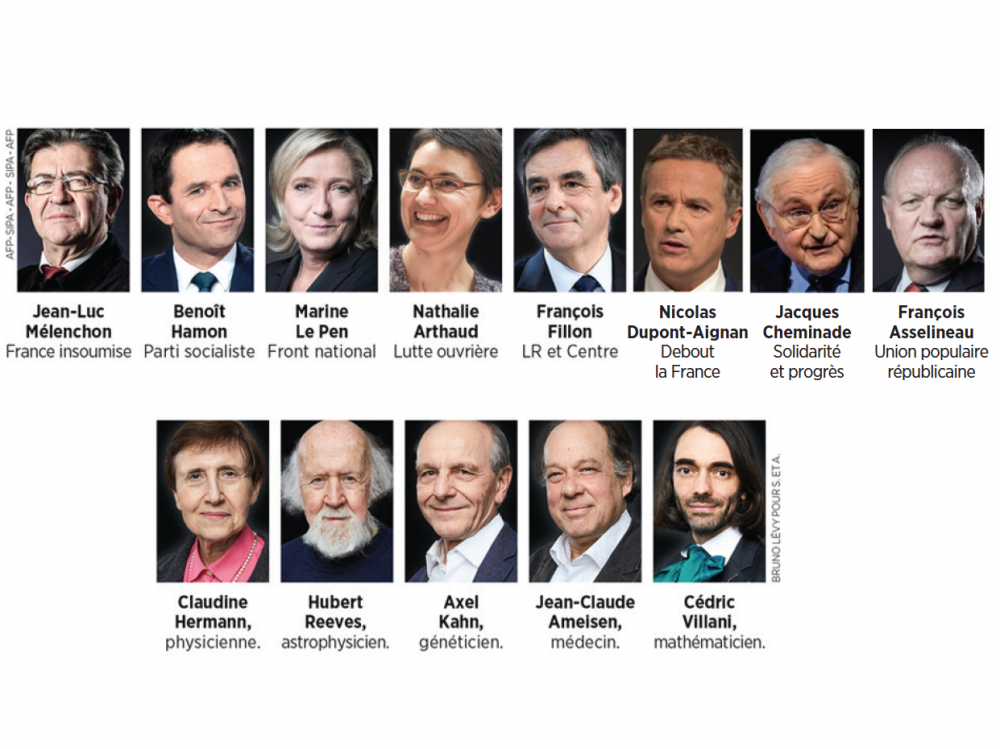 AFP-SIPA - AFP - SIPA - AFP
Jean-Luc
Mélenchon
France insoumise
Benoît
Hamon
Parti socialiste
Marine
Le Pen
Front national
Nathalie
Arthaud
Lutte ouvrière
François
Fillon
LR et Centre
Nicolas
Dupont-Aignan
Debout
la France
Jacques
Cheminade
Solidarité
et progrès
François
Asselineau
Union populaire
républicaine
Claudine
Hermann,
physicienne.
Hubert
Reeves,
astrophysicien.
Axel
Kahn,
généticien.
Jean-Claude
Ameisen,
médecin.
Cédric
Villani,
mathématicien.
BRUNO LÉVY POUR S. ET A.